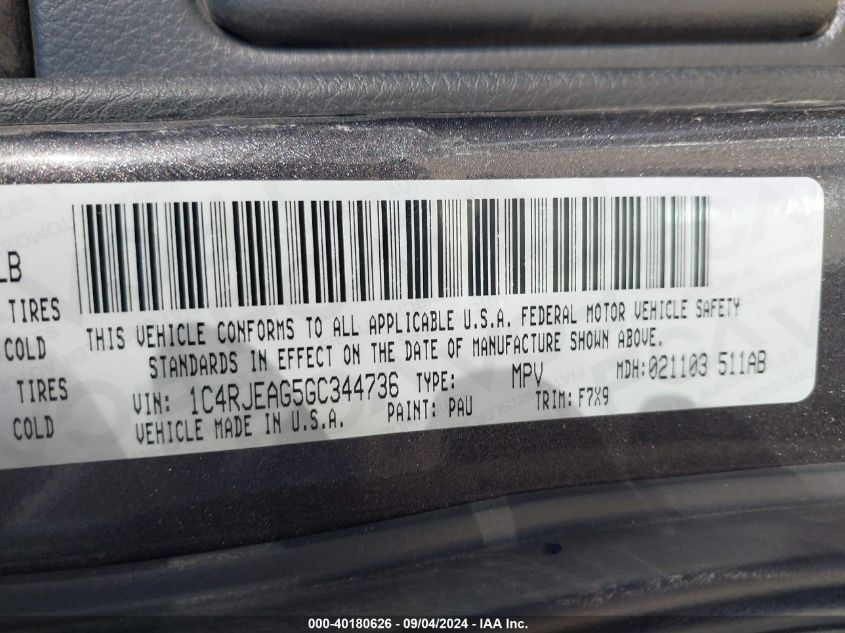 LB
TIRES
COLD
TIRES
COLD
THIS VEHICLE CONFORMS TO ALL APPLICABLE U.S.A. FEDERAL MOTOR VEHICLE SAFETY
STANDARDS IN EFFECT ON THE DATE OF MANUFACTURE SHOWN ABOVE.
VIN: 1C4RJEAG5GC344736 TYPE: MPV MDH:021103 511AB
VEHICLE MADE IN U.S.A. PAINT: PAU TRIM: F7X9
000-40180626 - 09/04/2024 - IAA Inc.